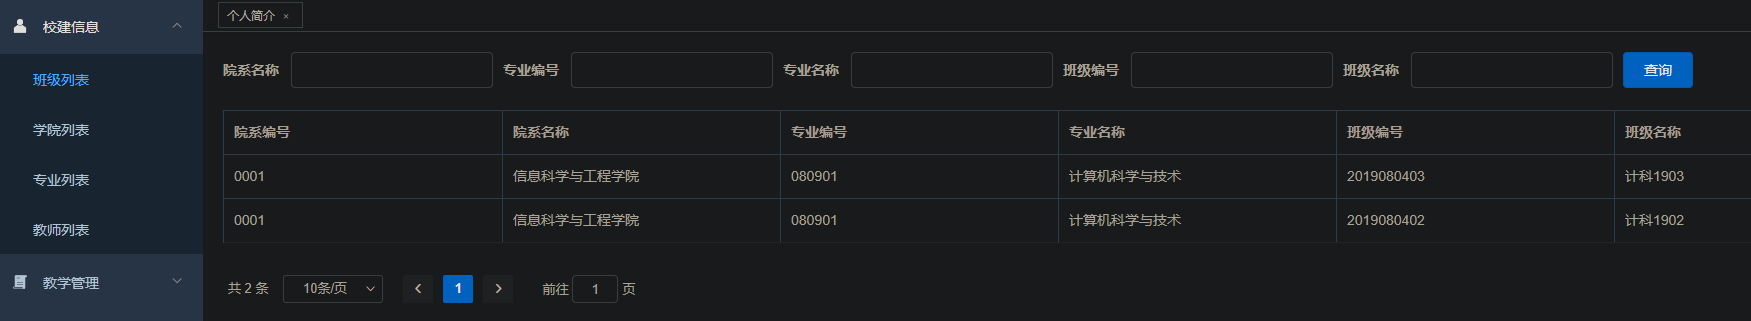 校建信息
班级列表
学院列表
专业列表
教师列表
教学管理
个人简介 ×
院系名称 专业编号 专业名称 班级编号 班级名称 查询
院系编号 院系名称 专业编号 专业名称 班级编号 班级名称
0001 信息科学与工程学院 080901 计算机科学与技术 2019080403 计科1903
0001 信息科学与工程学院 080901 计算机科学与技术 2019080402 计科1902
共 2 条 10条/页 1 前往 1 页